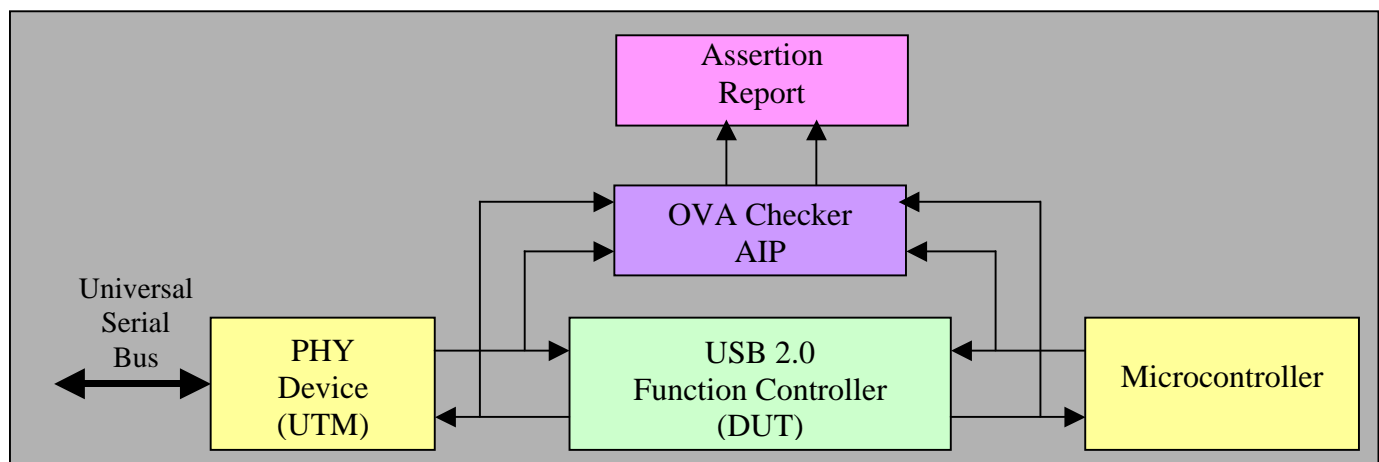 Assertion
Report
OVA Checker
AIP
Universal
Serial
Bus
PHY
Device
(UTM)
USB 2.0
Function Controller
(DUT)
Microcontroller